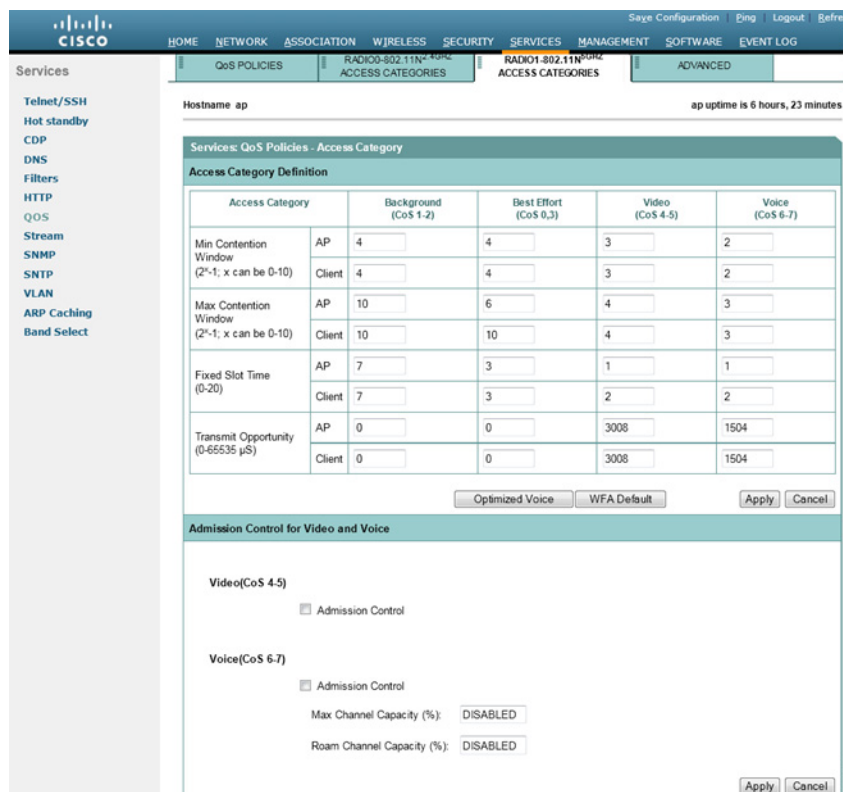 Save Configuration | Ping | Logout | Refre
CISCO
HOME NETWORK ASSOCIATION WIRELESS SECURITY SERVICES MANAGEMENT SOFTWARE EVENT LOG
Services
QoS POLICIES
RADIO0-802.11N2.4GHZ ACCESS CATEGORIES
RADIO1-802.11N5GHZ ACCESS CATEGORIES
ADVANCED
Telnet/SSH
Hot standby
CDP
DNS
Filters
HTTP
QOS
Stream
SNMP
SNTP
VLAN
ARP Caching
Band Select
Hostname ap
ap uptime is 6 hours, 23 minutes
Services: QoS Policies - Access Category
Access Category Definition
Access Category Background (CoS 1-2) Best Effort (CoS 0,3) Video (CoS 4-5) Voice (CoS 6-7)
Min Contention Window (2ˣ-1; x can be 0-10)
AP 4 4 3 2
Client 4 4 3 2
Max Contention Window (2ˣ-1; x can be 0-10)
AP 10 6 4 3
Client 10 10 4 3
Fixed Slot Time (0-20)
AP 7 3 1 1
Client 7 3 2 2
Transmit Opportunity (0-65535 µS)
AP 0 0 3008 1504
Client 0 0 3008 1504
Optimized Voice WFA Default Apply Cancel
Admission Control for Video and Voice
Video(CoS 4-5)
Admission Control
Voice(CoS 6-7)
Admission Control
Max Channel Capacity (%): DISABLED
Roam Channel Capacity (%): DISABLED
Apply Cancel